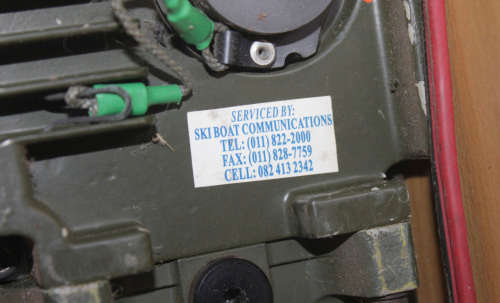 SERVICED BY:
SKI BOAT COMMUNICATIONS
TEL: (011) 822-2000
FAX: (011) 828-7759
CELL: 082 413 2342